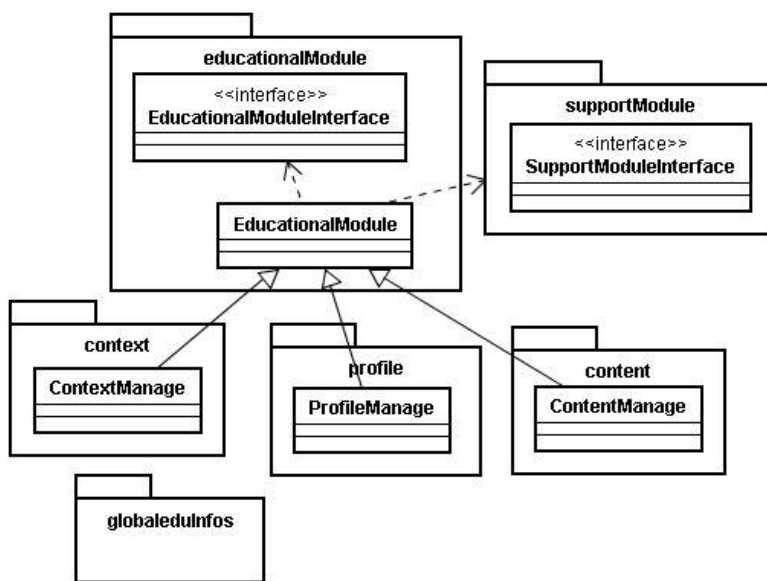 educationalModule
<<interface>>
EducationalModuleInterface
supportModule
<<interface>>
SupportModuleInterface
EducationalModule
context
ContextManage
profile
ProfileManage
content
ContentManage
globaleduInfos